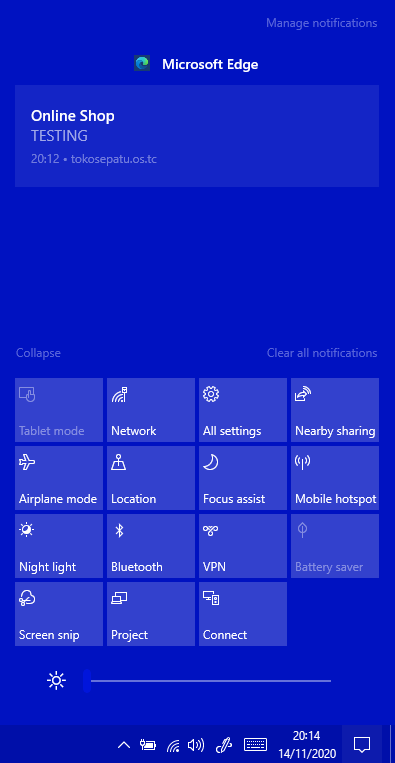 Manage notifications
Microsoft Edge
Online Shop
TESTING
20:12 • tokosepatu.os.tc
Collapse Clear all notifications
Tablet mode Network All settings Nearby sharing
Airplane mode Location Focus assist Mobile hotspot
Night light Bluetooth VPN Battery saver
Screen snip Project Connect
20:14
14/11/2020